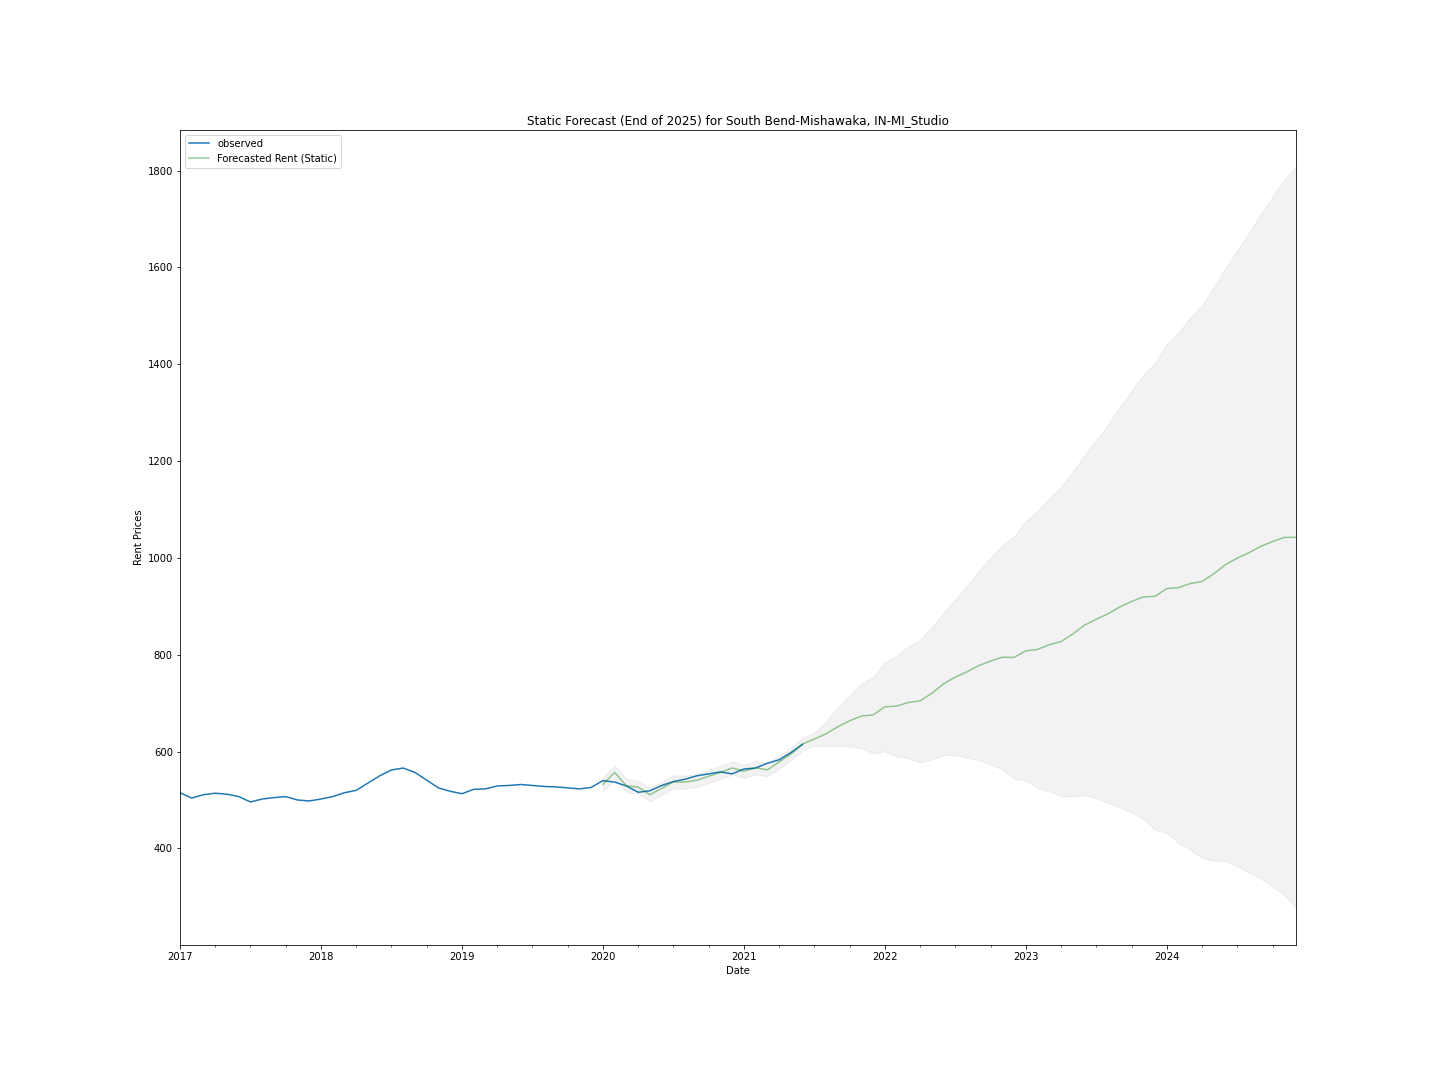 Static Forecast (End of 2025) for South Bend-Mishawaka, IN-MI_Studio
observed
Forecasted Rent (Static)
1800
1600
1400
1200
1000
800
600
400
Rent Prices
2017 2018 2019 2020 2021 2022 2023 2024
Date